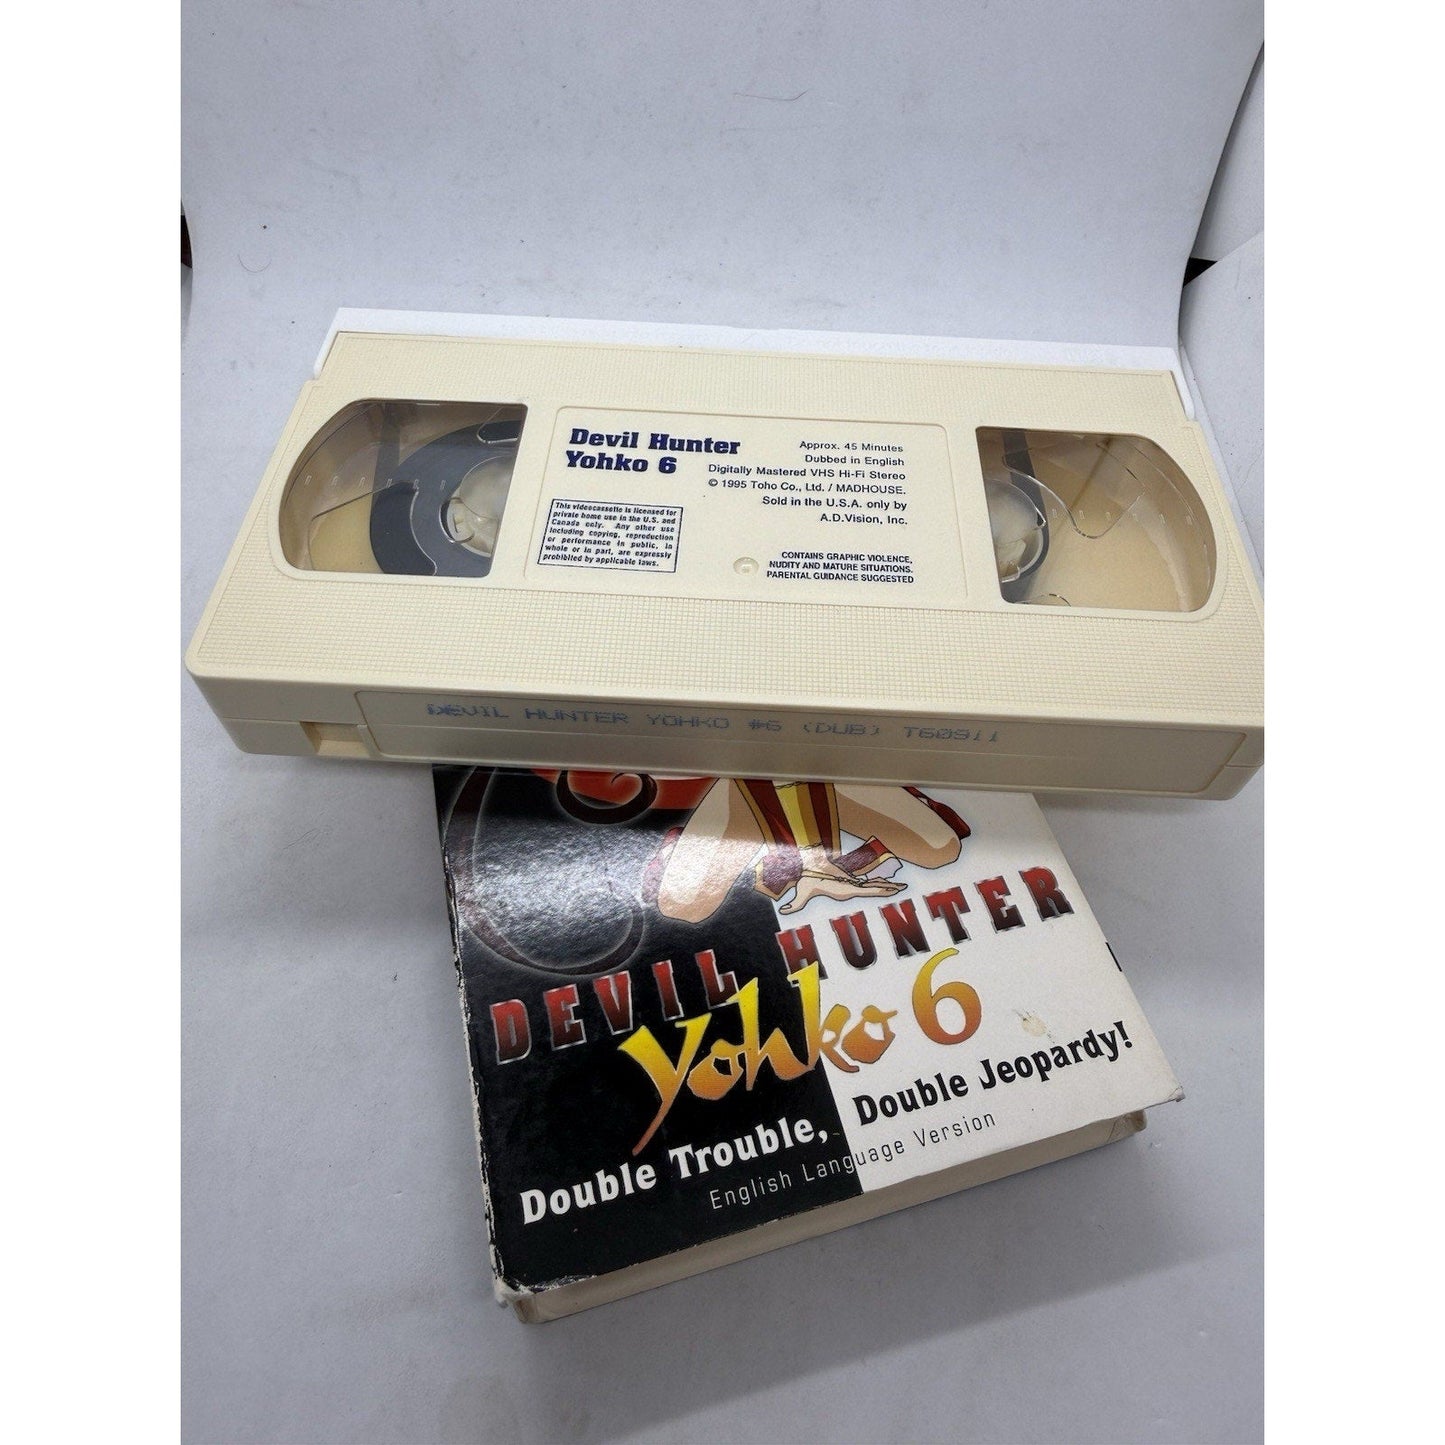 Devil Hunter
Yohko 6
Approx. 45 Minutes
Dubbed in English
Digitally Mastered VHS Hi-Fi Stereo
© 1995 Toho Co., Ltd. / MADHOUSE.
Sold in the U.S.A. only by
A.D.Vision, Inc.
This videocassette is licensed for
private home use in the U.S. and
Canada only. Any other use
including copying, reproduction
or performance in public, in
whole or in part, are expressly
prohibited by applicable laws.
CONTAINS GRAPHIC VIOLENCE,
NUDITY AND MATURE SITUATIONS.
PARENTAL GUIDANCE SUGGESTED
DEVIL HUNTER YOHKO #6 (DUB) T60911
DEVIL HUNTER
Yohko 6
Double Trouble, Double Jeopardy!
English Language Version